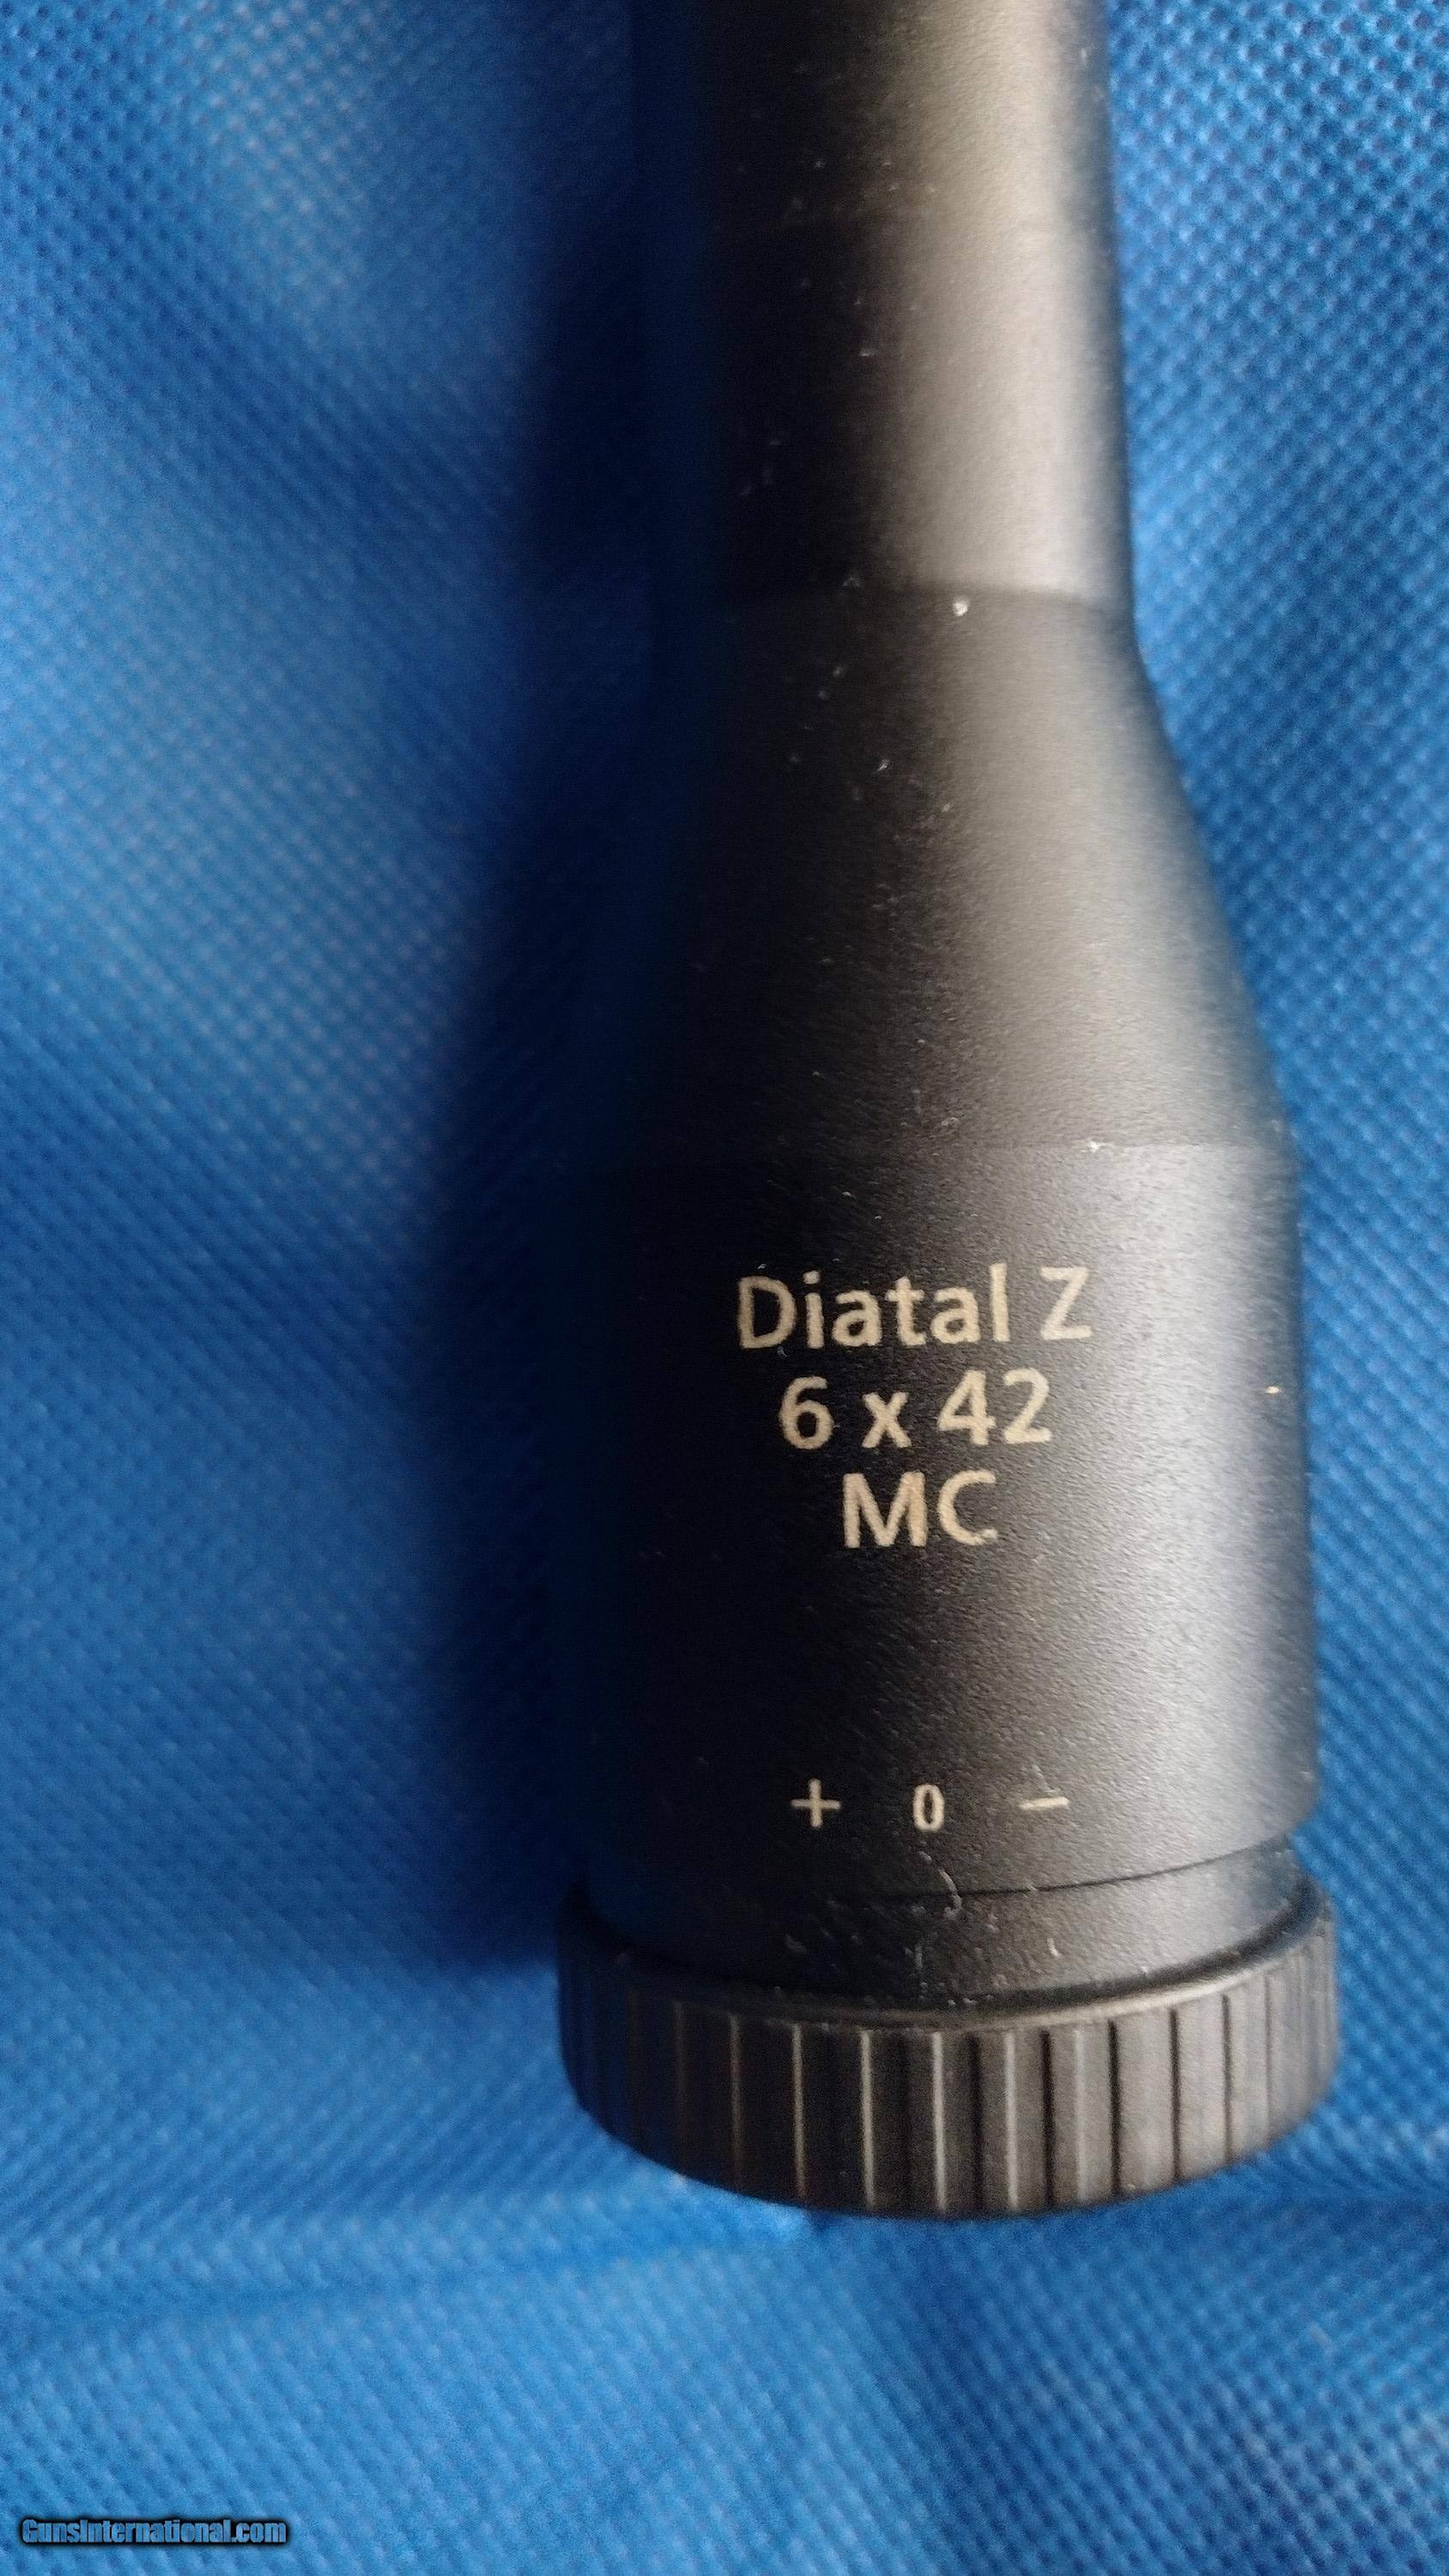 Diatal Z
6 x 42
MC
+ 0 −
GunsInternational.com